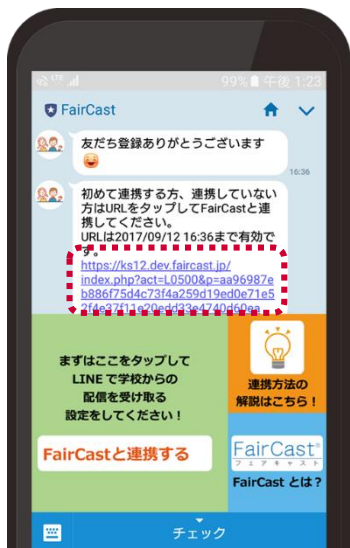 LTE 99% 午後 1:23
FairCast
友だち登録ありがとうございます
16:36
初めて連携する方、連携していない
方はURLをタップしてFairCastと連
携してください。
URLは2017/09/12 16:36まで有効で
す。
https://ks12.dev.faircast.jp/
index.php?act=L0500&p=aa96987e
b886f75d4c73f4a259d19ed0e71e5
2f4e37f11e20edd33e4740d60ea
まずはここをタップして
LINE で学校からの
配信を受け取る
設定をしてください！
FairCastと連携する
連携方法の
解説はこちら！
FairCast®
フェアキャスト
FairCast とは？
チェック